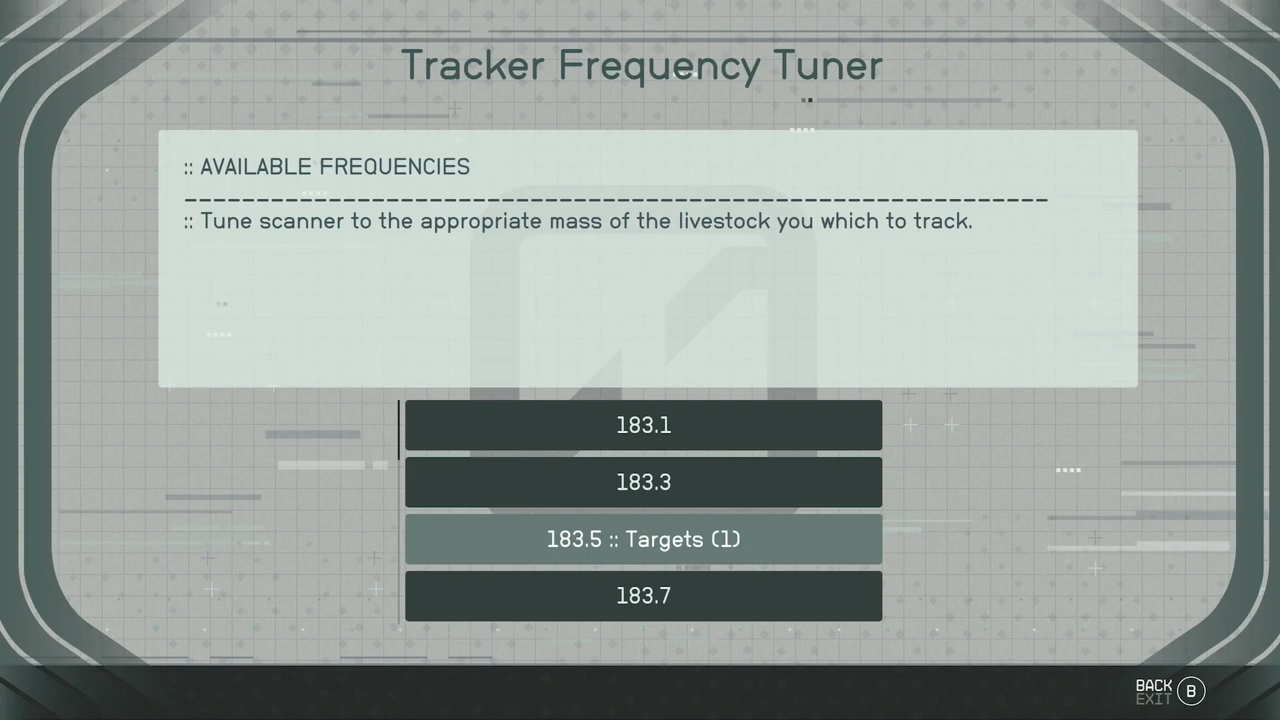 Tracker Frequency Tuner
:: AVAILABLE FREQUENCIES
:: Tune scanner to the appropriate mass of the livestock you which to track.
183.1
183.3
183.5 :: Targets (1)
183.7
BACK
EXIT
B